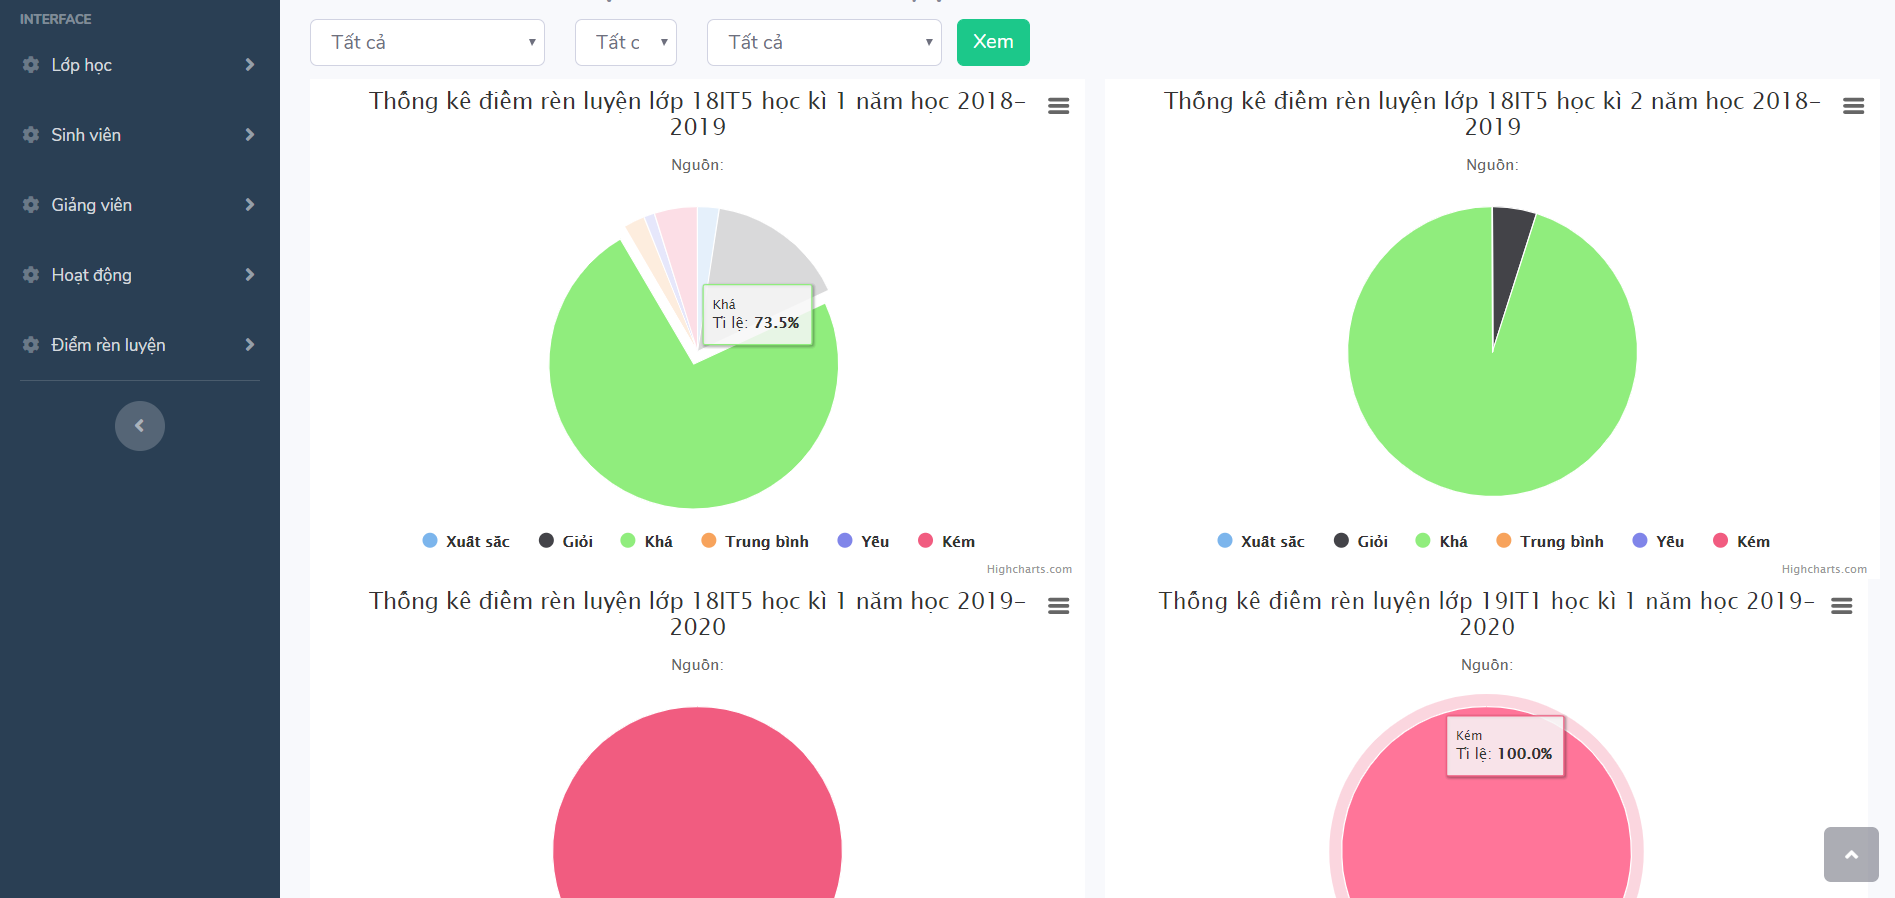 INTERFACE
Lớp học
Sinh viên
Giảng viên
Hoạt động
Điểm rèn luyện
Tất cả
Tất c
Tất cả
Xem
Thống kê điểm rèn luyện lớp 18IT5 học kì 1 năm học 2018-
2019
Nguồn:
Khá
Tỉ lệ: 73.5%
Xuất sắc
Giỏi
Khá
Trung bình
Yếu
Kém
Highcharts.com
Thống kê điểm rèn luyện lớp 18IT5 học kì 2 năm học 2018-
2019
Nguồn:
Xuất sắc
Giỏi
Khá
Trung bình
Yếu
Kém
Highcharts.com
Thống kê điểm rèn luyện lớp 18IT5 học kì 1 năm học 2019-
2020
Nguồn:
Thống kê điểm rèn luyện lớp 19IT1 học kì 1 năm học 2019-
2020
Nguồn:
Kém
Tỉ lệ: 100.0%